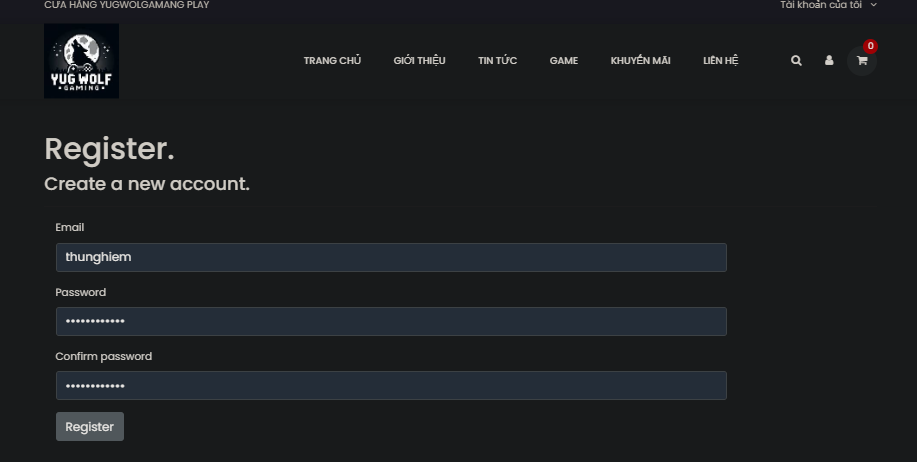 CỬA HÀNG YUGWOLGAMANG PLAY
Tài khoản của tôi
YUG WOLF
GAMING
TRANG CHỦ
GIỚI THIỆU
TIN TỨC
GAME
KHUYẾN MÃI
LIÊN HỆ
0
Register.
Create a new account.
Email
thunghiem
Password
••••••••••••
Confirm password
••••••••••••
Register